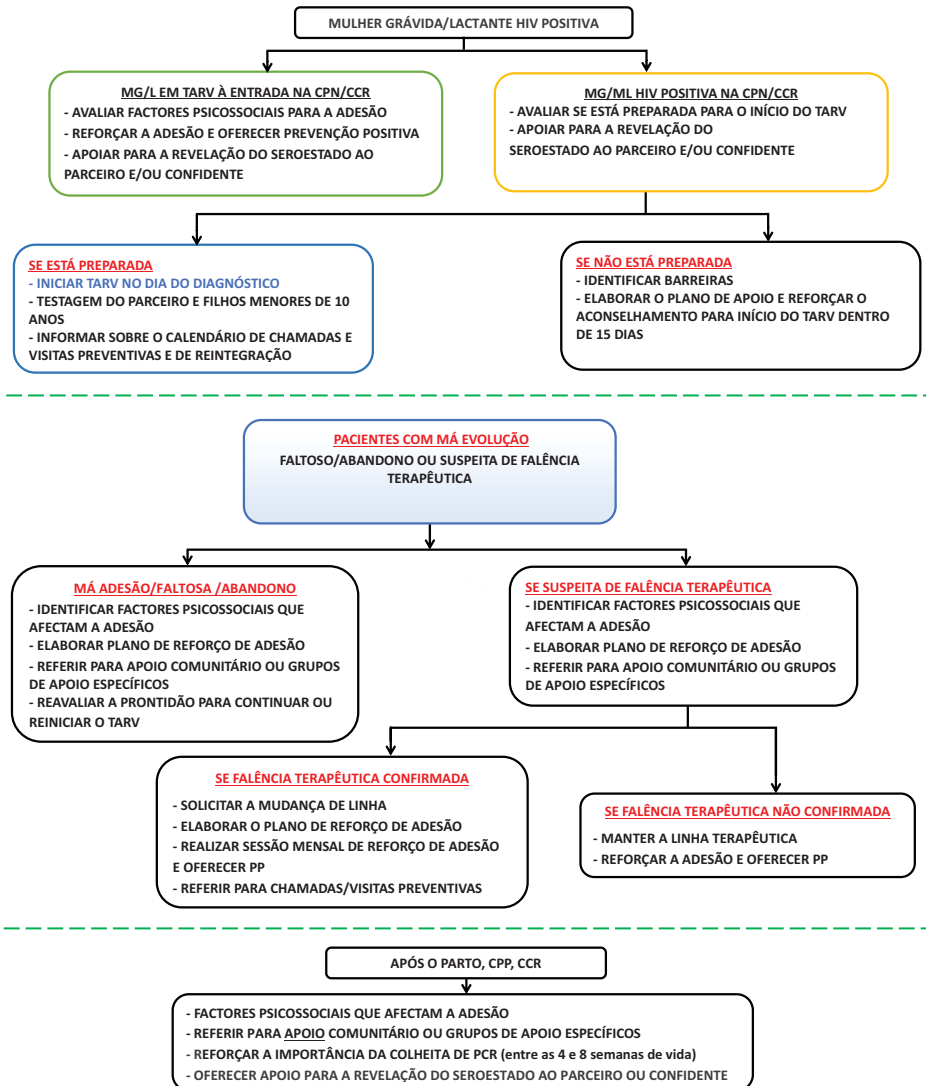 MULHER GRÁVIDA/LACTANTE HIV POSITIVA
MG/L EM TARV À ENTRADA NA CPN/CCR
- AVALIAR FACTORES PSICOSSOCIAIS PARA A ADESÃO
- REFORÇAR A ADESÃO E OFERECER PREVENÇÃO POSITIVA
- APOIAR PARA A REVELAÇÃO DO SEROESTADO AO
PARCEIRO E/OU CONFIDENTE
MG/ML HIV POSITIVA NA CPN/CCR
- AVALIAR SE ESTÁ PREPARADA PARA O INÍCIO DO TARV
- APOIAR PARA A REVELAÇÃO DO
SEROESTADO AO PARCEIRO E/OU CONFIDENTE
SE ESTÁ PREPARADA
- INICIAR TARV NO DIA DO DIAGNÓSTICO
- TESTAGEM DO PARCEIRO E FILHOS MENORES DE 10
ANOS
- INFORMAR SOBRE O CALENDÁRIO DE CHAMADAS E
VISITAS PREVENTIVAS E DE REINTEGRAÇÃO
SE NÃO ESTÁ PREPARADA
- IDENTIFICAR BARREIRAS
- ELABORAR O PLANO DE APOIO E REFORÇAR O
ACONSELHAMENTO PARA INÍCIO DO TARV DENTRO
DE 15 DIAS
PACIENTES COM MÁ EVOLUÇÃO
FALTOSO/ABANDONO OU SUSPEITA DE FALÊNCIA
TERAPÊUTICA
MÁ ADESÃO/FALTOSA /ABANDONO
- IDENTIFICAR FACTORES PSICOSSOCIAIS QUE
AFECTAM A ADESÃO
- ELABORAR PLANO DE REFORÇO DE ADESÃO
- REFERIR PARA APOIO COMUNITÁRIO OU GRUPOS
DE APOIO ESPECÍFICOS
- REAVALIAR A PRONTIDÃO PARA CONTINUAR OU
REINICIAR O TARV
SE SUSPEITA DE FALÊNCIA TERAPÊUTICA
- IDENTIFICAR FACTORES PSICOSSOCIAIS QUE
AFECTAM A ADESÃO
- ELABORAR PLANO DE REFORÇO DE ADESÃO
- REFERIR PARA APOIO COMUNITÁRIO OU GRUPOS
DE APOIO ESPECÍFICOS
SE FALÊNCIA TERAPÊUTICA CONFIRMADA
- SOLICITAR A MUDANÇA DE LINHA
- ELABORAR O PLANO DE REFORÇO DE ADESÃO
- REALIZAR SESSÃO MENSAL DE REFORÇO DE ADESÃO
E OFERECER PP
- REFERIR PARA CHAMADAS/VISITAS PREVENTIVAS
SE FALÊNCIA TERAPÊUTICA NÃO CONFIRMADA
- MANTER A LINHA TERAPÊUTICA
- REFORÇAR A ADESÃO E OFERECER PP
APÓS O PARTO, CPP, CCR
- FACTORES PSICOSSOCIAIS QUE AFECTAM A ADESÃO
- REFERIR PARA APOIO COMUNITÁRIO OU GRUPOS DE APOIO ESPECÍFICOS
- REFORÇAR A IMPORTÂNCIA DA COLHEITA DE PCR (entre as 4 e 8 semanas de vida)
- OFERECER APOIO PARA A REVELAÇÃO DO SEROESTADO AO PARCEIRO OU CONFIDENTE